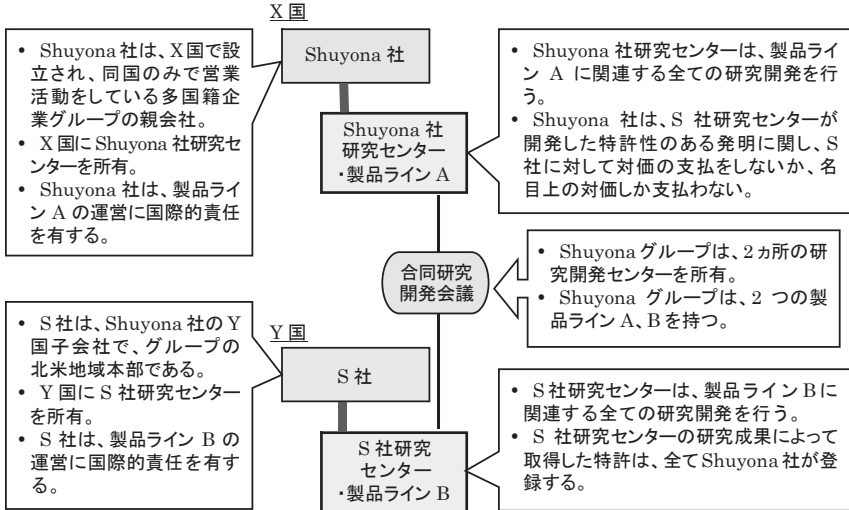 X 国
• Shuyona 社は、X国で設
立され、同国のみで営業
活動をしている多国籍企
業グループの親会社。
• X 国に Shuyona 社研究セ
ンターを所有。
• Shuyona 社は、製品ライ
ン A の運営に国際的責任
を有する。
Shuyona 社
Shuyona 社
研究センター
・製品ライン A
• Shuyona 社研究センターは、製品ライ
ン A に関連する全ての研究開発を行
う。
• Shuyona 社は、S 社研究センターが
開発した特許性のある発明に関し、S
社に対して対価の支払をしないか、名
目上の対価しか支払わない。
合同研究
開発会議
• Shuyona グループは、2ヵ所の研
究開発センターを所有。
• Shuyona グループは、2 つの製
品ライン A、B を持つ。
Y 国
• S 社は、Shuyona 社の Y
国子会社で、グループの
北米地域本部である。
• Y 国に S 社研究センター
を所有。
• S 社は、製品ライン B の
運営に国際的責任を有す
る。
S 社
S 社研究
センター
・製品ライン B
• S 社研究センターは、製品ライン B に
関連する全ての研究開発を行う。
• S 社研究センターの研究成果によって
取得した特許は、全て Shuyona 社が登
録する。